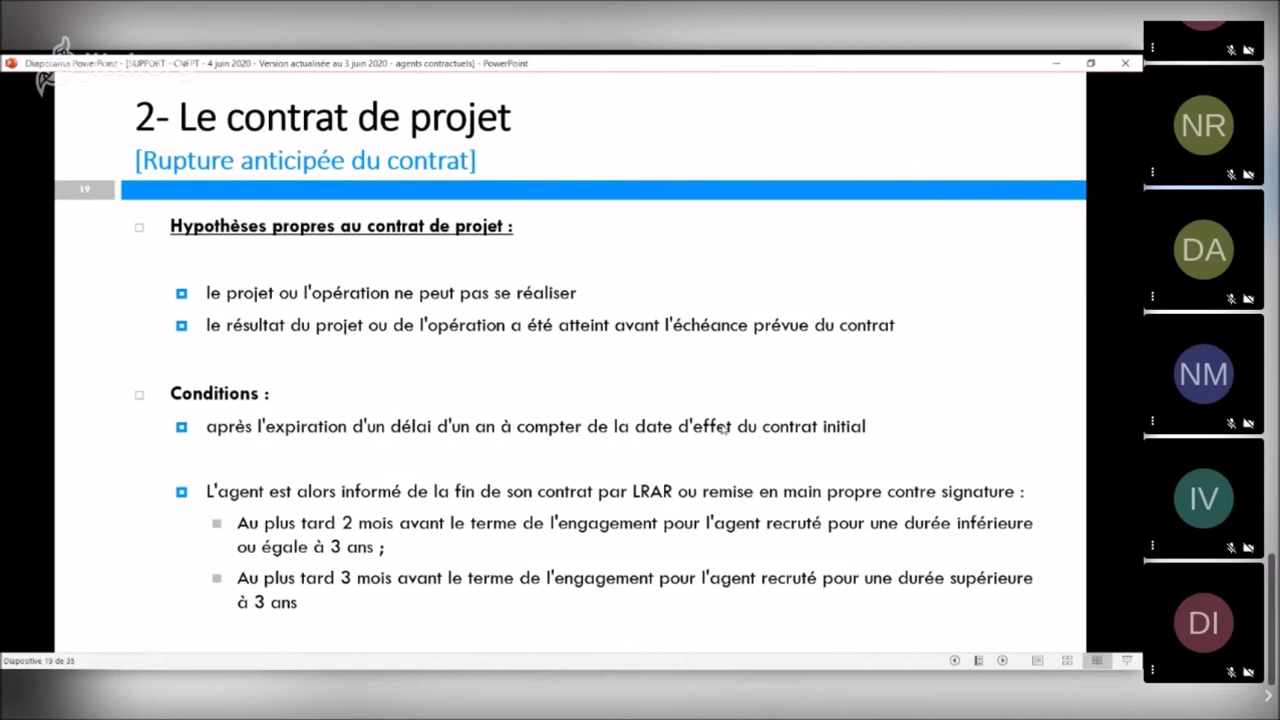 Diaporama PowerPoint - [SUPPORT - CNFPT - 4 juin 2020 - Version actualisée au 3 juin 2020 - agents contractuels] - PowerPoint
2- Le contrat de projet
[Rupture anticipée du contrat]
19
Hypothèses propres au contrat de projet :
le projet ou l'opération ne peut pas se réaliser
le résultat du projet ou de l'opération a été atteint avant l'échéance prévue du contrat
Conditions :
après l'expiration d'un délai d'un an à compter de la date d'effet du contrat initial
L'agent est alors informé de la fin de son contrat par LRAR ou remise en main propre contre signature :
Au plus tard 2 mois avant le terme de l'engagement pour l'agent recruté pour une durée inférieure
ou égale à 3 ans ;
Au plus tard 3 mois avant le terme de l'engagement pour l'agent recruté pour une durée supérieure
à 3 ans
Diapositive 19 de 35
NR
DA
NM
IV
DI